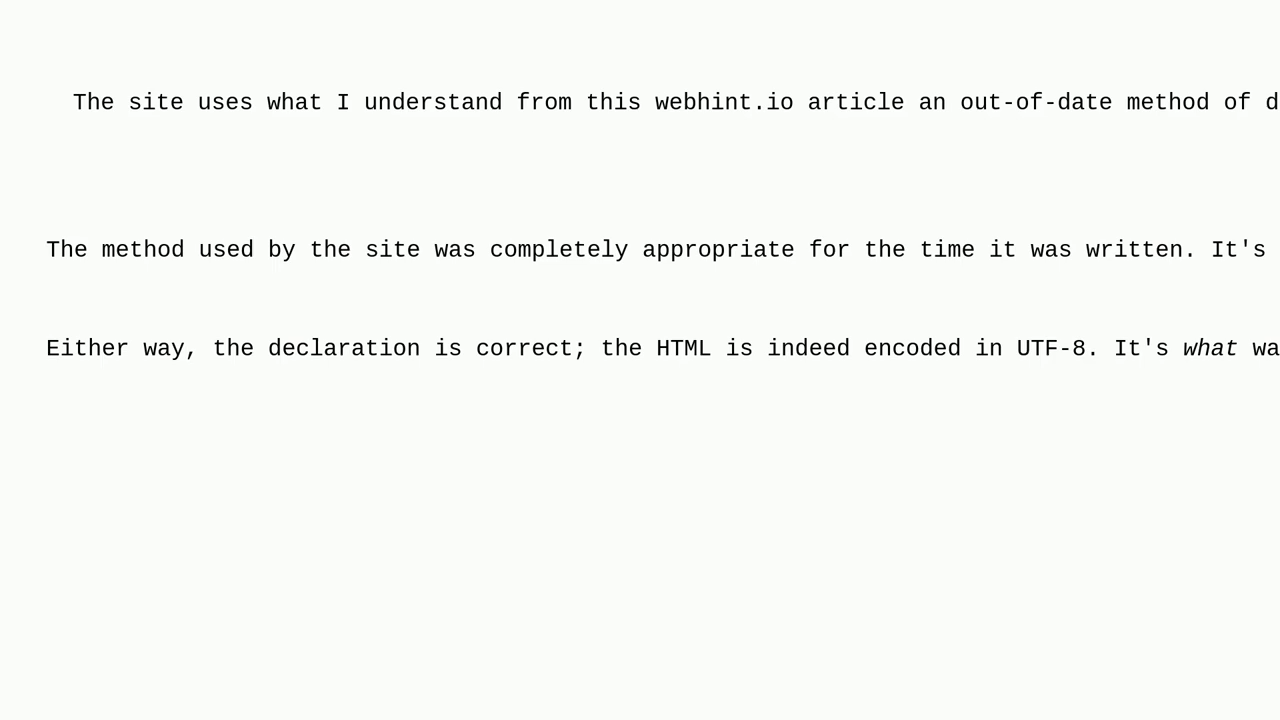 The site uses what I understand from this webhint.io article an out-of-date method of
The method used by the site was completely appropriate for the time it was written. It's
Either way, the declaration is correct; the HTML is indeed encoded in UTF-8. It's what